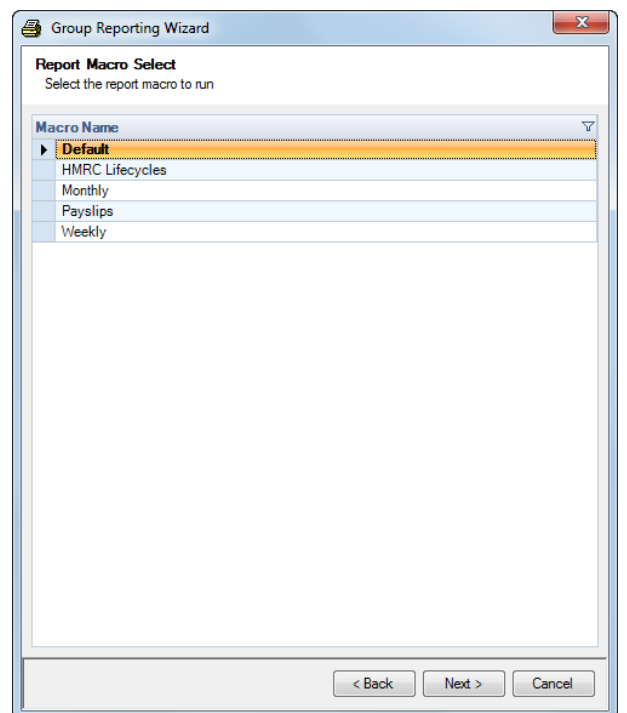 Group Reporting Wizard
Report Macro Select
Select the report macro to run
Macro Name
Default
HMRC Lifecycles
Monthly
Payslips
Weekly
< Back Next > Cancel